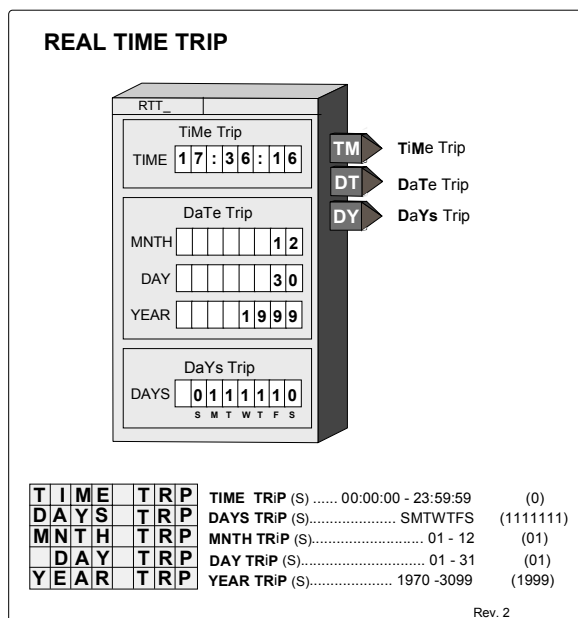 REAL TIME TRIP
RTT_
TiMe Trip
TIME 17:36:16
DaTe Trip
MNTH 12
DAY 30
YEAR 1999
DaYs Trip
DAYS 0111110
S M T W T F S
TM TiMe Trip
DT DaTe Trip
DY DaYs Trip
TIME TRP TIME TRiP (S) ...... 00:00:00 - 23:59:59 (0)
DAYS TRP DAYS TRiP (S)..................... SMTWTFS (1111111)
MNTH TRP MNTH TRiP (S)........................... 01 - 12 (01)
DAY TRP DAY TRiP (S).............................. 01 - 31 (01)
YEAR TRP YEAR TRiP (S).................... 1970 -3099 (1999)
Rev. 2